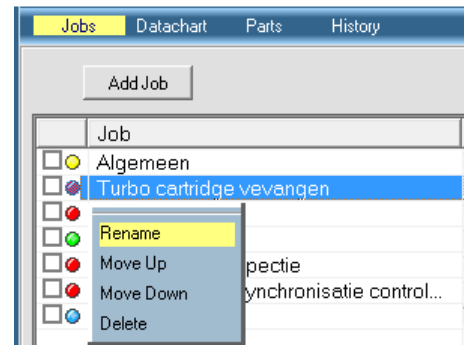 Jobs Datachart Parts History
Add Job
Job
Algemeen
Turbo cartridge vevangen
Rename
Move Up pectie
Move Down ynchronisatie control...
Delete